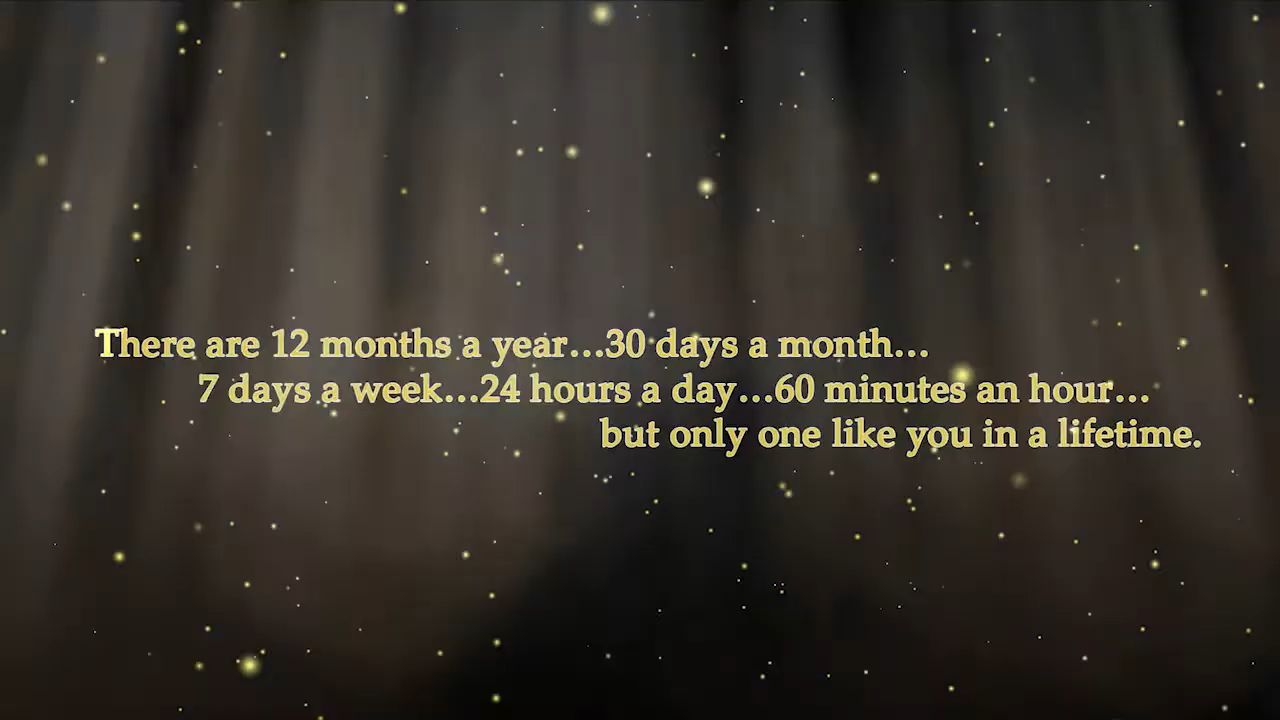 There are 12 months a year...30 days a month...
7 days a week...24 hours a day...60 minutes an hour...
but only one like you in a lifetime.